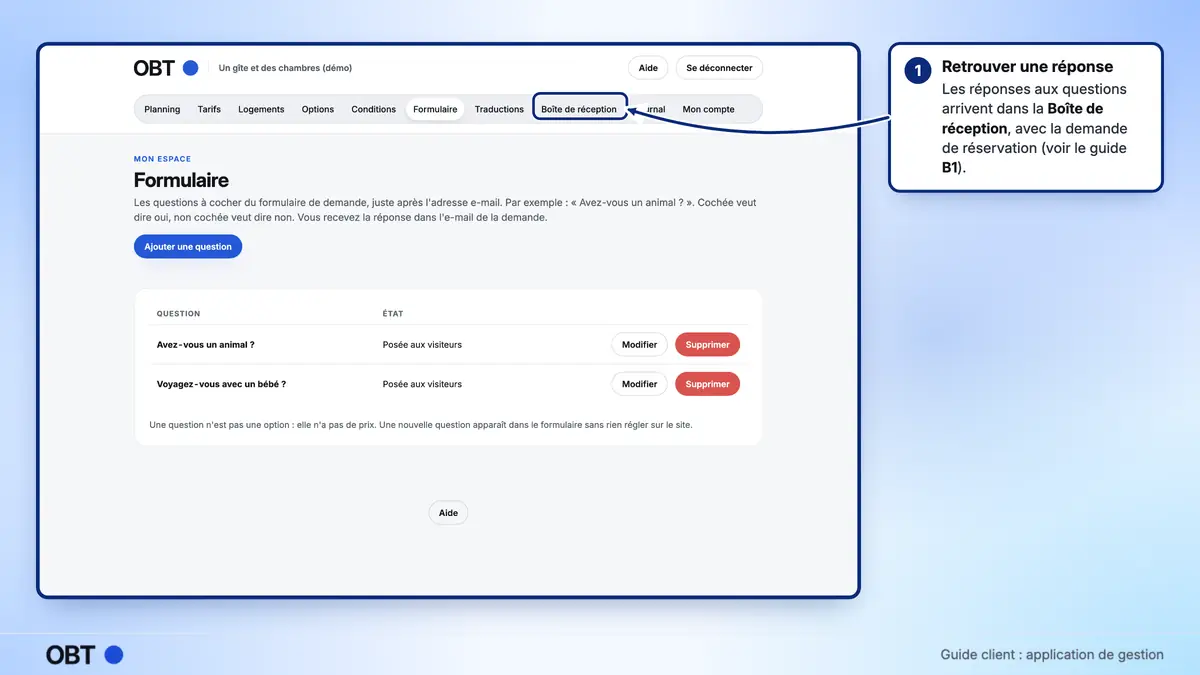 OBT
Un gîte et des chambres (démo)
Aide
Se déconnecter
Planning
Tarifs
Logements
Options
Conditions
Formulaire
Traductions
Boîte de réception
Mon compte
MON ESPACE
Formulaire
Les questions à cocher du formulaire de demande, juste après l'adresse e-mail. Par exemple : « Avez-vous un animal ? ». Cochée veut
dire oui, non cochée veut dire non. Vous recevez la réponse dans l'e-mail de la demande.
Ajouter une question
QUESTION
ÉTAT
Avez-vous un animal ?
Posée aux visiteurs
Modifier
Supprimer
Voyagez-vous avec un bébé ?
Posée aux visiteurs
Modifier
Supprimer
Une question n'est pas une option : elle n'a pas de prix. Une nouvelle question apparaît dans le formulaire sans rien régler sur le site.
Aide
1
Retrouver une réponse
Les réponses aux questions
arrivent dans la Boîte de
réception, avec la demande
de réservation (voir le guide
B1).
OBT
Guide client : application de gestion